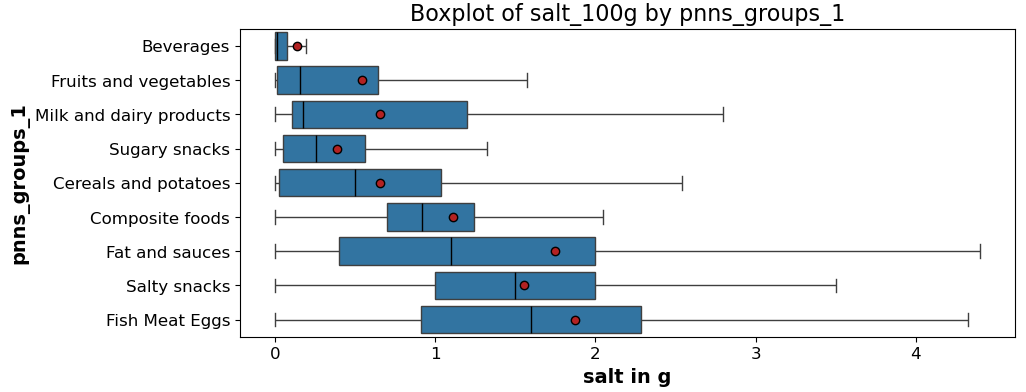 Boxplot of salt_100g by pnns_groups_1
pnns_groups_1
Beverages
Fruits and vegetables
Milk and dairy products
Sugary snacks
Cereals and potatoes
Composite foods
Fat and sauces
Salty snacks
Fish Meat Eggs
0 1 2 3 4
salt in g